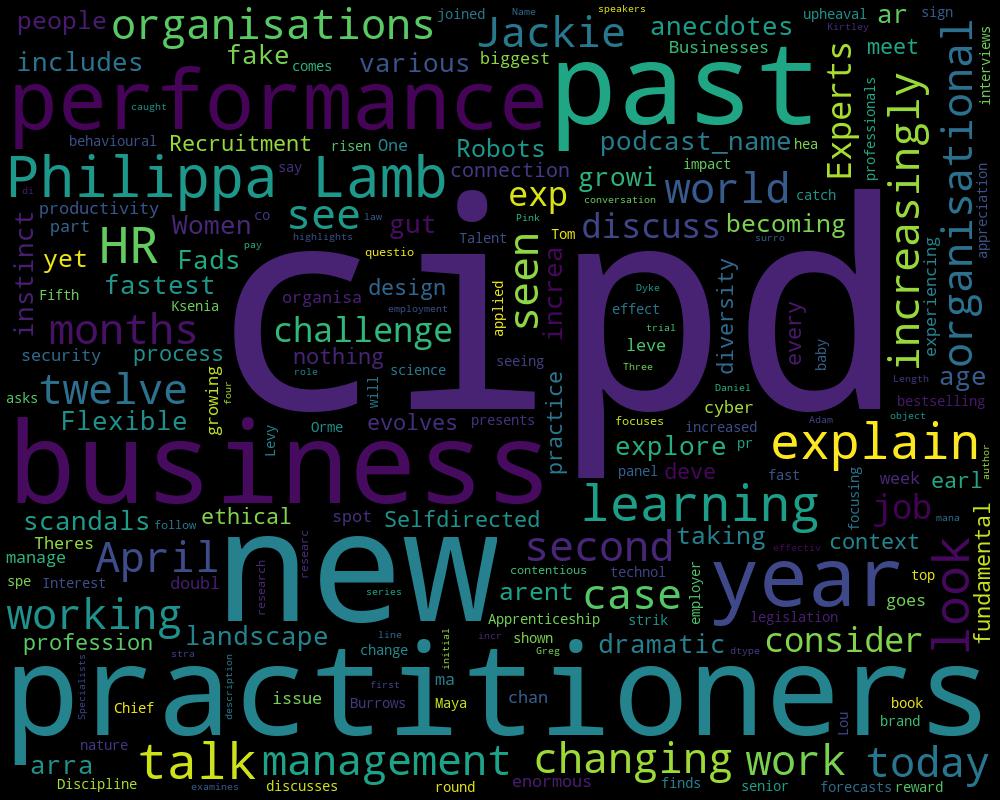 people
organisations
joined
Name
speakers
Jackie
anecdotes
Businesses
upheaval
ar
sign
Kirtley
meet
includes
fake
comes
various
biggest
past
Experts
professionals
increasingly
organisational
interviews
performance
caught
behavioural
Recruitment
risen
One
Robots
podcast_name
hea
Philippa Lamb
say
connection
impact
growi
conversation
world
catch
di
productivity
part
Women
co
see
law
gut
exp
Pink
Talent
Tom
discuss
becoming
appreciation
instinct
yet
HR
Fads
pay
highlights
questio
seen
increa
surro
experiencing
fastest
Fifth
Ksenia
organisa
design
employment
applied
cipd
effect
Dyke
diversity
every
months
challenge
trial
leve
baby
security
process
nothing
role
science
seeing
Three
age
Length
asks
twelve
growing
four
Will
practice
Daniel
cyber
bestselling
object
Flexible
Levy
Orme
evolves
presents
focuses
increased
Adam
business
explore
pr
explain
author
panel
deve
fast
focusing
week
earl
scandals
follow
ethical
spot
Selfdirected
learning
job
mana
fundamental
Theres
manage
April
new
research
researc
second
taking
effectiv
context
look
spe
Interest
doubl
series
contentious
technol
arent
case
employer
year
top
goes
working
Apprenticeship
strik
legislation
profession
landscape
line
change
initial
incr
shown
Greg
dramatic
dtype
consider
stra
practitioners
Specialists
description
first
ma
Chief
issue
Burrows
Maya
chan
Lou
book
brand
nature
arra
talk
management
changing
work
today
Discipline
examines
discusses
round
enormous
finds
senior
forecasts
reward